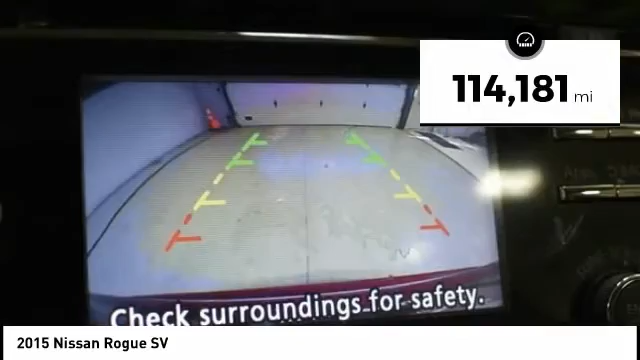 114,181 mi
Check surroundings for safety.
2015 Nissan Rogue SV